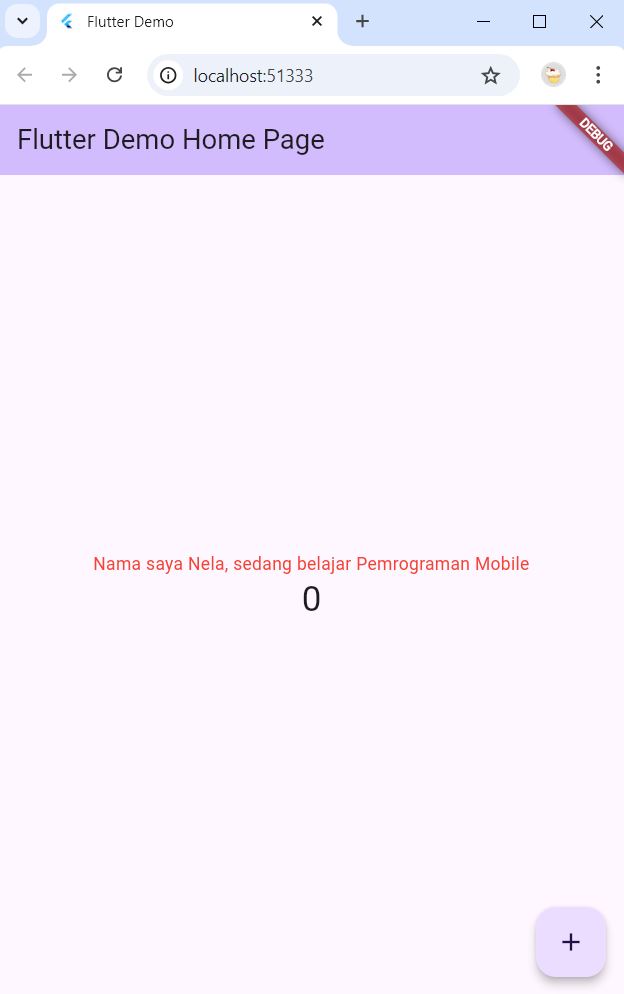 Flutter Demo
localhost:51333
Flutter Demo Home Page
DEBUG
Nama saya Nela, sedang belajar Pemrograman Mobile
0